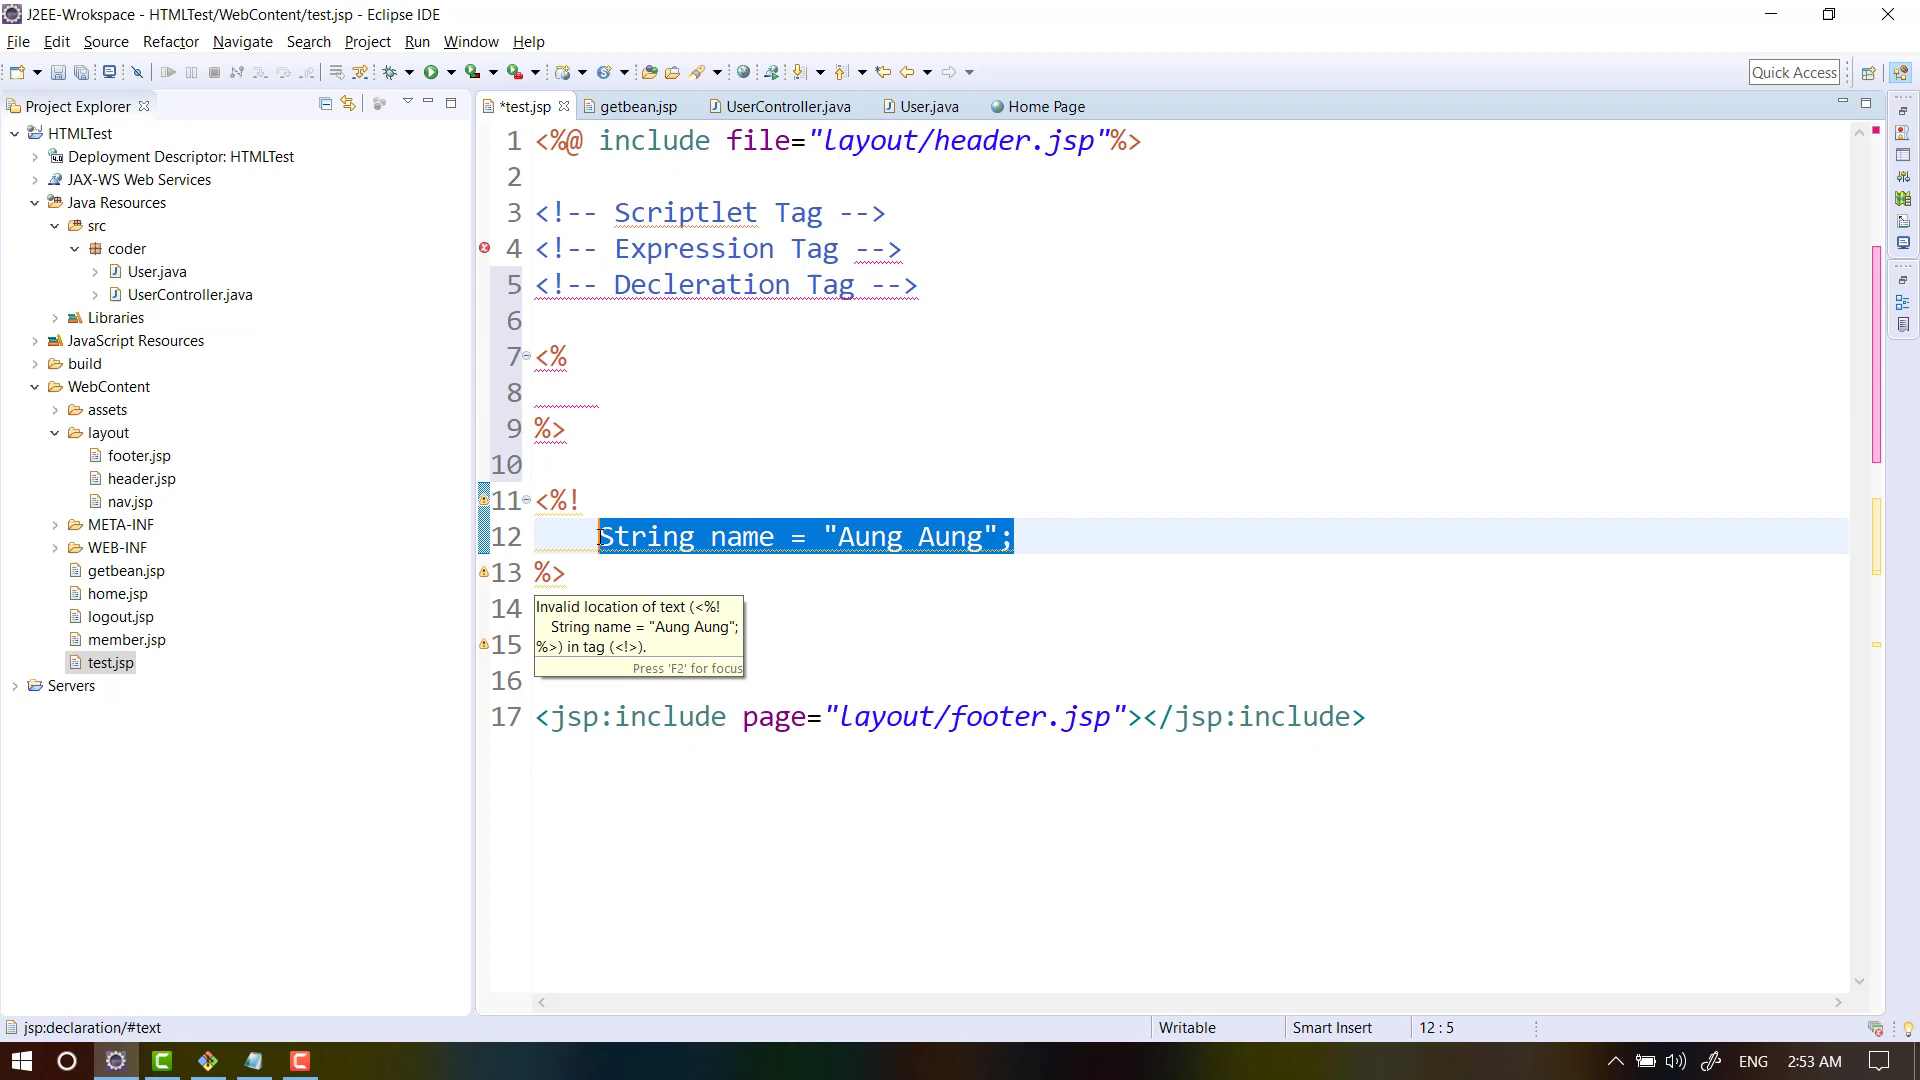 J2EE-Wrokspace - HTMLTest/WebContent/test.jsp - Eclipse IDE
File Edit Source Refactor Navigate Search Project Run Window Help
Quick Access
Project Explorer
*test.jsp getbean.jsp UserController.java User.java Home Page
HTMLTest
Deployment Descriptor: HTMLTest
JAX-WS Web Services
Java Resources
src
coder
User.java
UserController.java
Libraries
JavaScript Resources
build
WebContent
assets
layout
footer.jsp
header.jsp
nav.jsp
META-INF
WEB-INF
getbean.jsp
home.jsp
logout.jsp
member.jsp
test.jsp
Servers
1 <%@ include file="layout/header.jsp"%>
2
3 <!-- Scriptlet Tag -->
4 <!-- Expression Tag -->
5 <!-- Decleration Tag -->
6
7 <%
8
9 %>
10
11 <%!
12 String name = "Aung Aung";
13 %>
14
15
16
17 <jsp:include page="layout/footer.jsp"></jsp:include>
Invalid location of text (<%!
String name = "Aung Aung";
%>) in tag (<!>).
Press 'F2' for focus
jsp:declaration/#text
Writable Smart Insert 12 : 5
ENG 2:53 AM